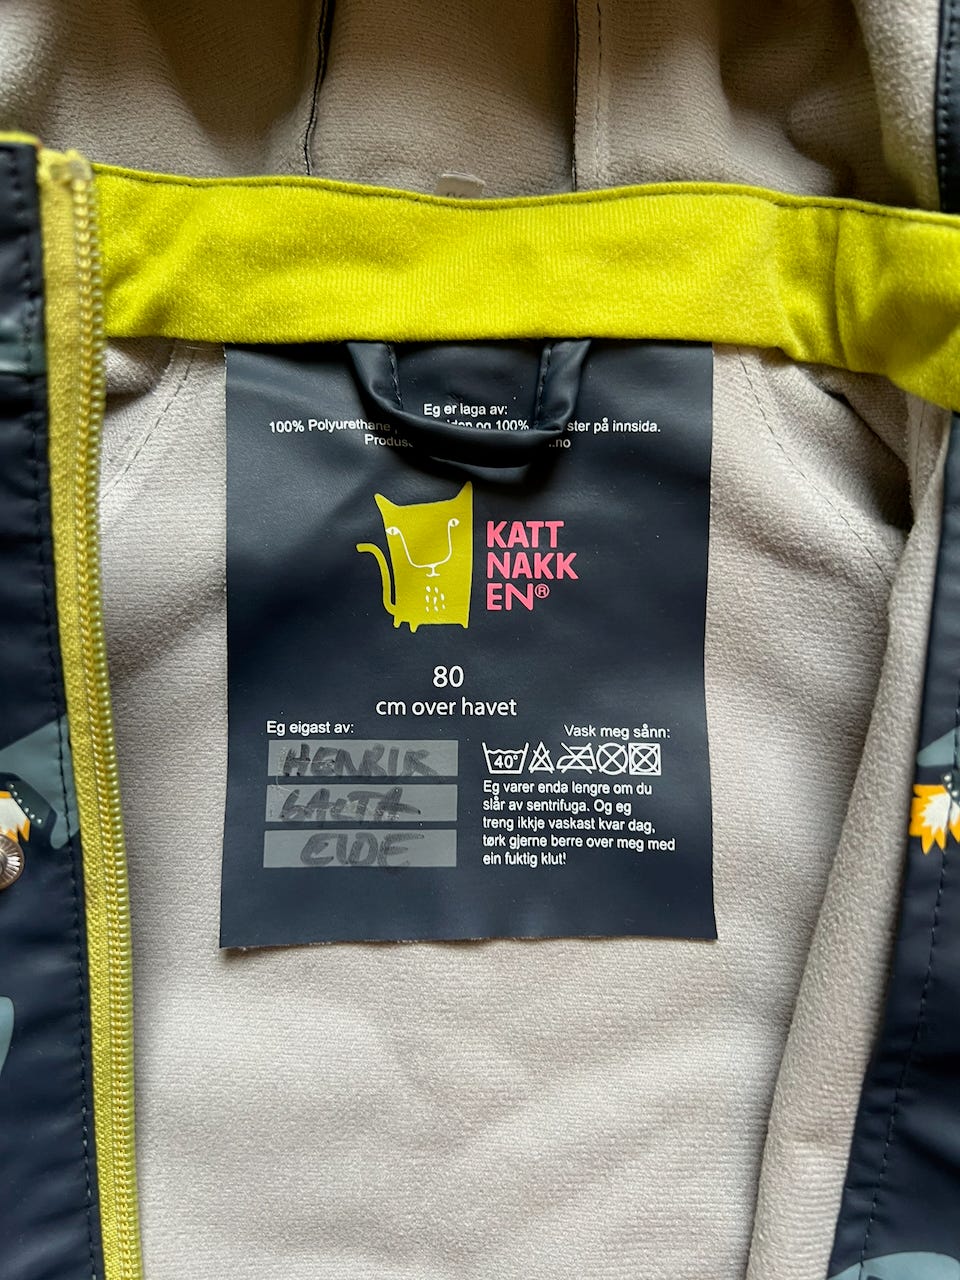 Eg er laga av:
100% Polyurethane og 100% på innsida.
80
KATT
NAKK
EN®
cm over havet
Eg eigast av:
HENRIK
Vask meg sånn:
40°
Eg varer enda lengre om du
slår av sentrifuga. Og eg
treng ikkje vaskast kvar dag,
tørk gjerne berre over meg med
ein fuktig klut!